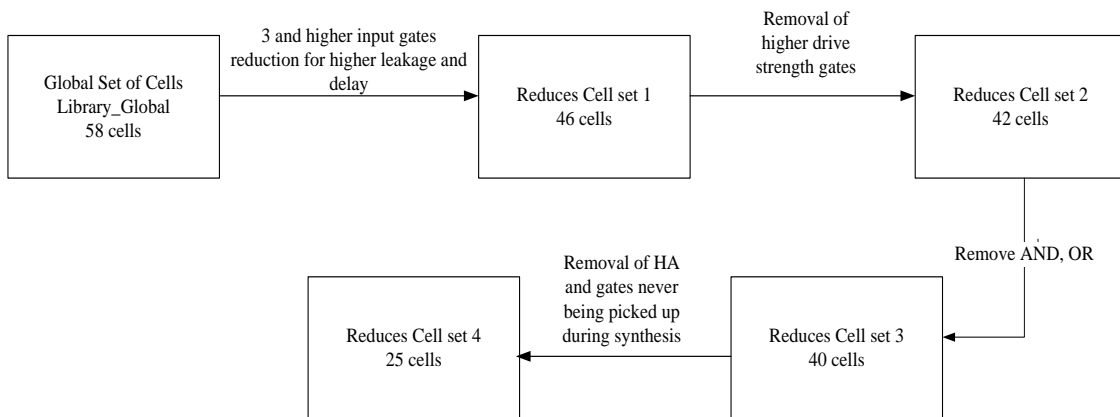 Global Set of Cells
Library_Global
58 cells
3 and higher input gates
reduction for higher leakage and
delay
Reduces Cell set 1
46 cells
Removal of
higher drive
strength gates
Reduces Cell set 2
42 cells
Remove AND, OR
Reduces Cell set 3
40 cells
Removal of HA
and gates never
being picked up
during synthesis
Reduces Cell set 4
25 cells